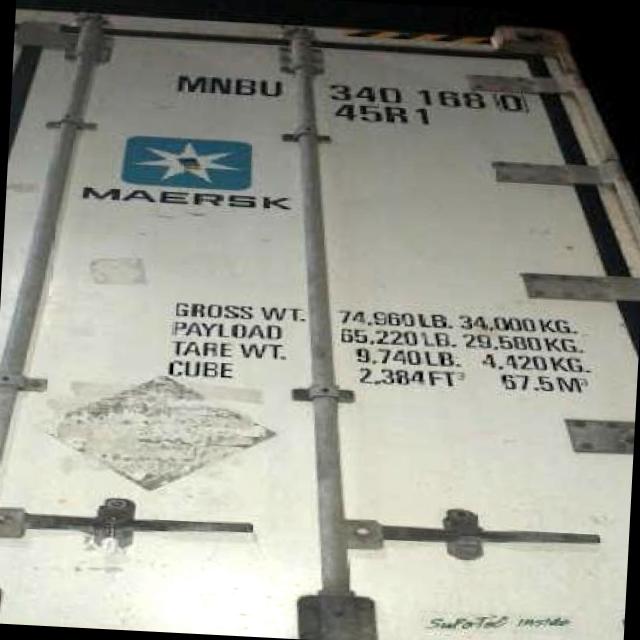 MNBU 340 168 0
45R1
MAERSK
GROSS WT. 74,960 LB. 34,000 KG.
PAYLOAD 65,220 LB. 29,580 KG.
TARE WT. 9,740 LB. 4,420 KG.
CUBE 2,384 FT³ 67.5 M³
inside